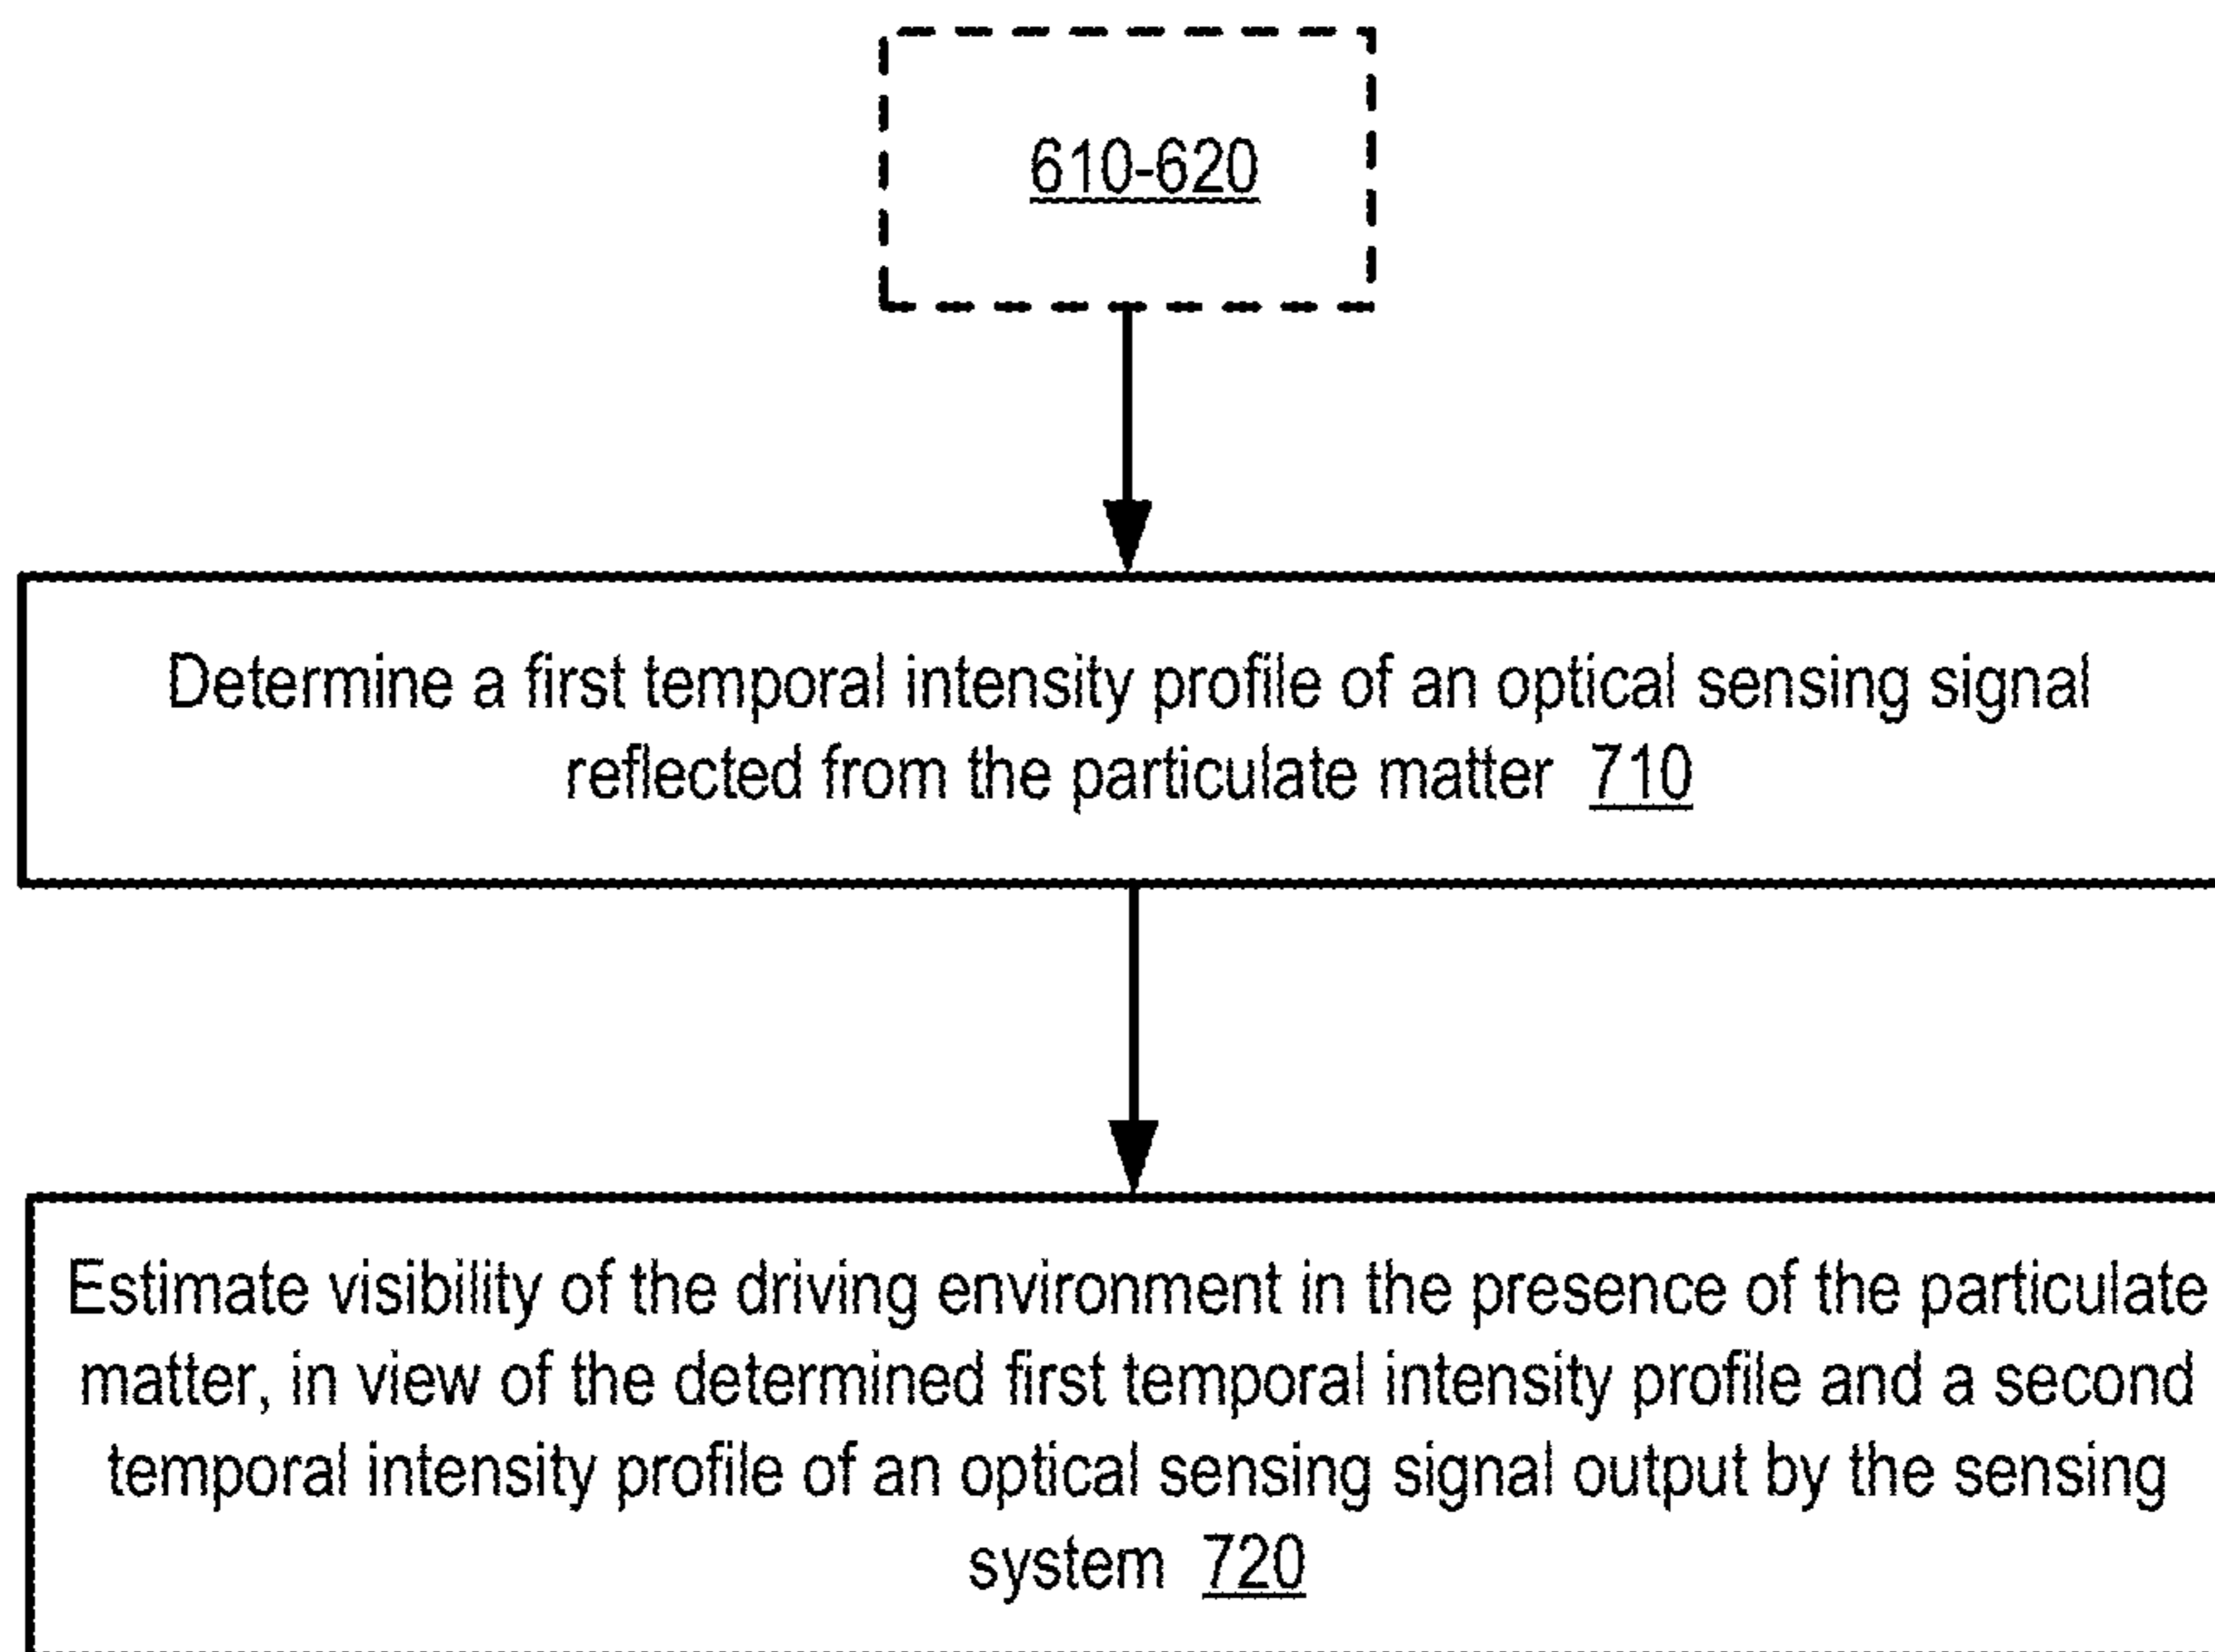 610-620
Determine a first temporal intensity profile of an optical sensing signal
reflected from the particulate matter 710
Estimate visibility of the driving environment in the presence of the particulate
matter, in view of the determined first temporal intensity profile and a second
temporal intensity profile of an optical sensing signal output by the sensing
system 720